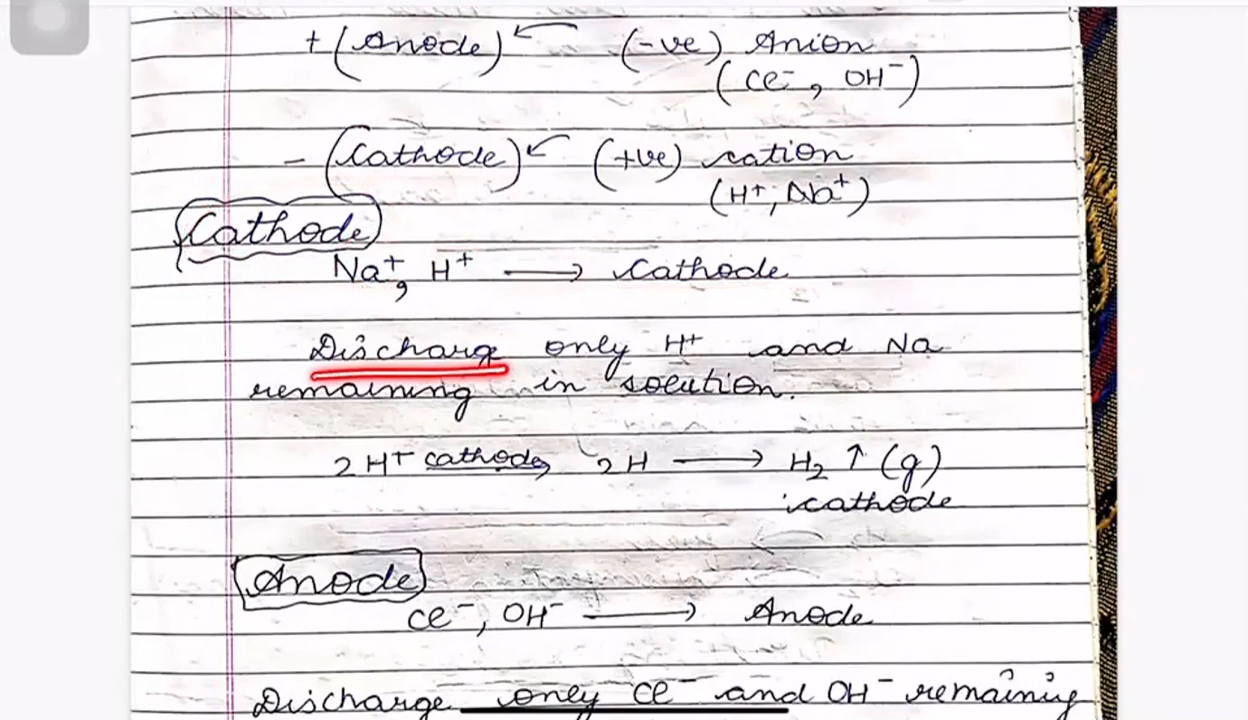 + (Anode) ← (-ve) Anion
(Cl⁻, OH⁻)
- (Cathode) ← (+ve) cation
(H⁺, Na⁺)
Cathode
Na⁺, H⁺ → Cathode
Discharge only H⁺ and Na
remaining in solution.
2H⁺ cathode, 2H → H₂ ↑ (g)
cathode
Anode
Cl⁻, OH⁻ → Anode
Discharge only Cl⁻ and OH⁻ remaining